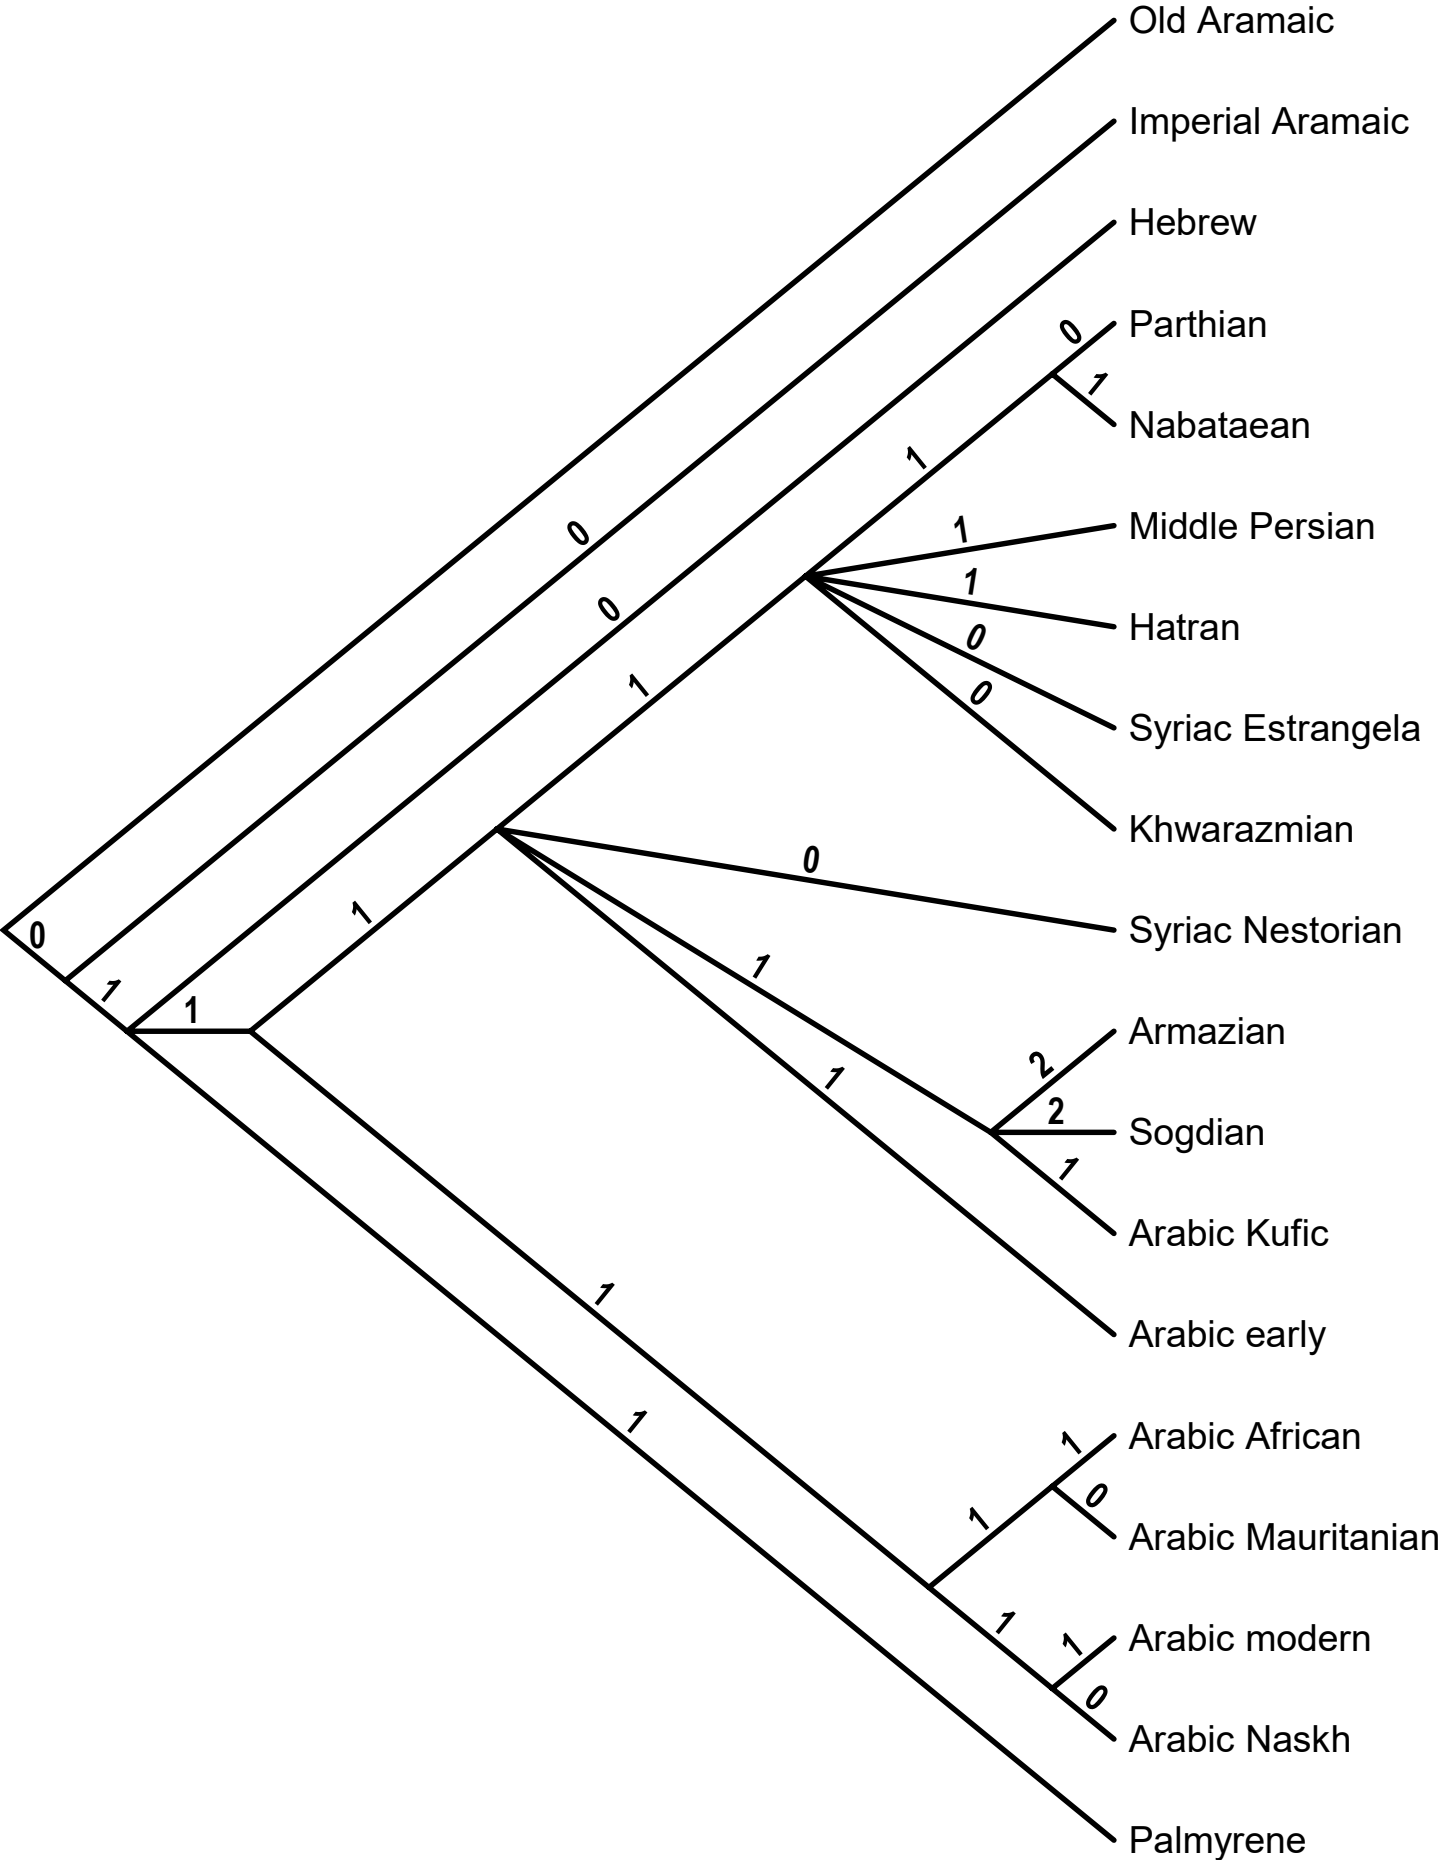 Old Aramaic
Imperial Aramaic
Hebrew
0 Parthian
1
Nabataean
1
1 Middle Persian
0
1
Hatran
0
0
0
Syriac Estrangela
1
Khwarazmian
0
1
0
Syriac Nestorian
1
1
1
2
Armazian
1
2
Sogdian
1
Arabic Kufic
1
Arabic early
1
1
Arabic African
0
1
Arabic Mauritanian
1
1
Arabic modern
0
Arabic Naskh
Palmyrene